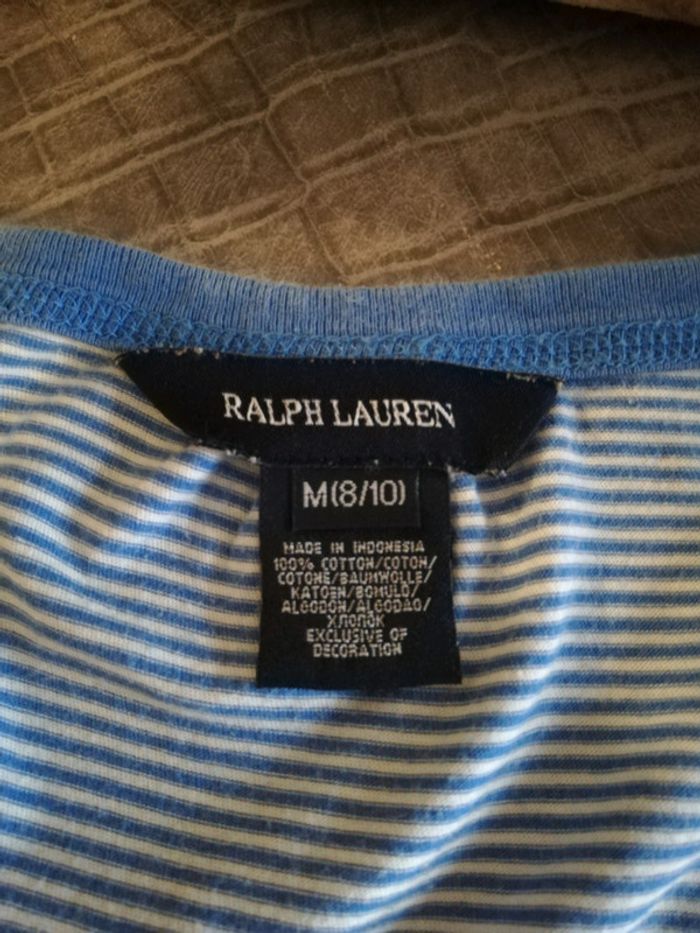 RALPH LAUREN
M(8/10)
MADE IN INDONESIA
100% COTTON/COTON/
COTONE/BAUMWOLLE/
KATOEN/BOMULD/
ALGODON/ALGODAO/
ХЛОПОК
EXCLUSIVE OF
DECORATION